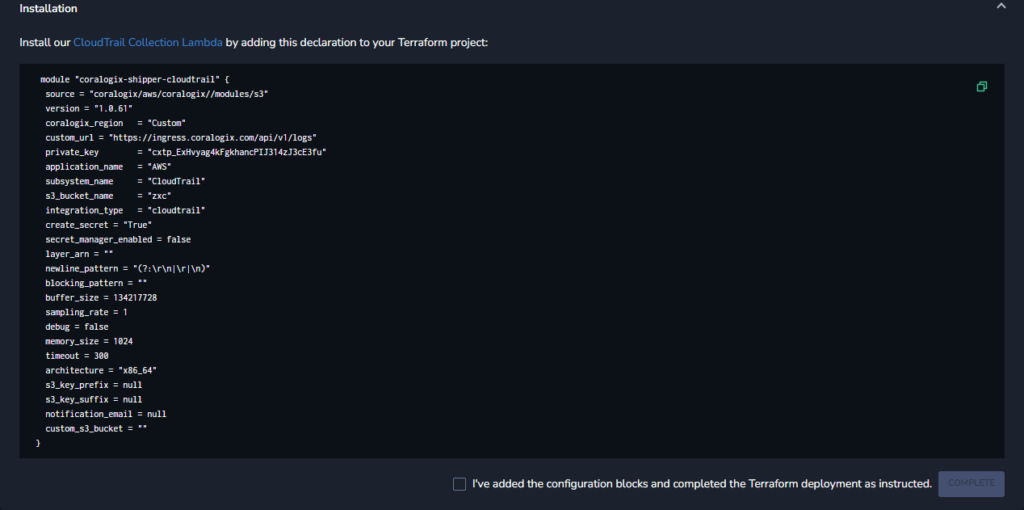 Installation
Install our CloudTrail Collection Lambda by adding this declaration to your Terraform project:
module "coralogix-shipper-cloudtrail" {
source = "coralogix/aws/coralogix//modules/s3"
version = "1.0.61"
coralogix_region = "Custom"
custom_url = "https://ingress.coralogix.com/api/v1/logs"
private_key = "cxtp_ExHvyag4kFgkhancPIJ314zJ3cE3fu"
application_name = "AWS"
subsystem_name = "CloudTrail"
s3_bucket_name = "zxc"
integration_type = "cloudtrail"
create_secret = "True"
secret_manager_enabled = false
layer_arn = ""
newline_pattern = "(?:\r\n|\r|\n)"
blocking_pattern = ""
buffer_size = 134217728
sampling_rate = 1
debug = false
memory_size = 1024
timeout = 300
architecture = "x86_64"
s3_key_prefix = null
s3_key_suffix = null
notification_email = null
custom_s3_bucket = ""
}
I've added the configuration blocks and completed the Terraform deployment as instructed. COMPLETE